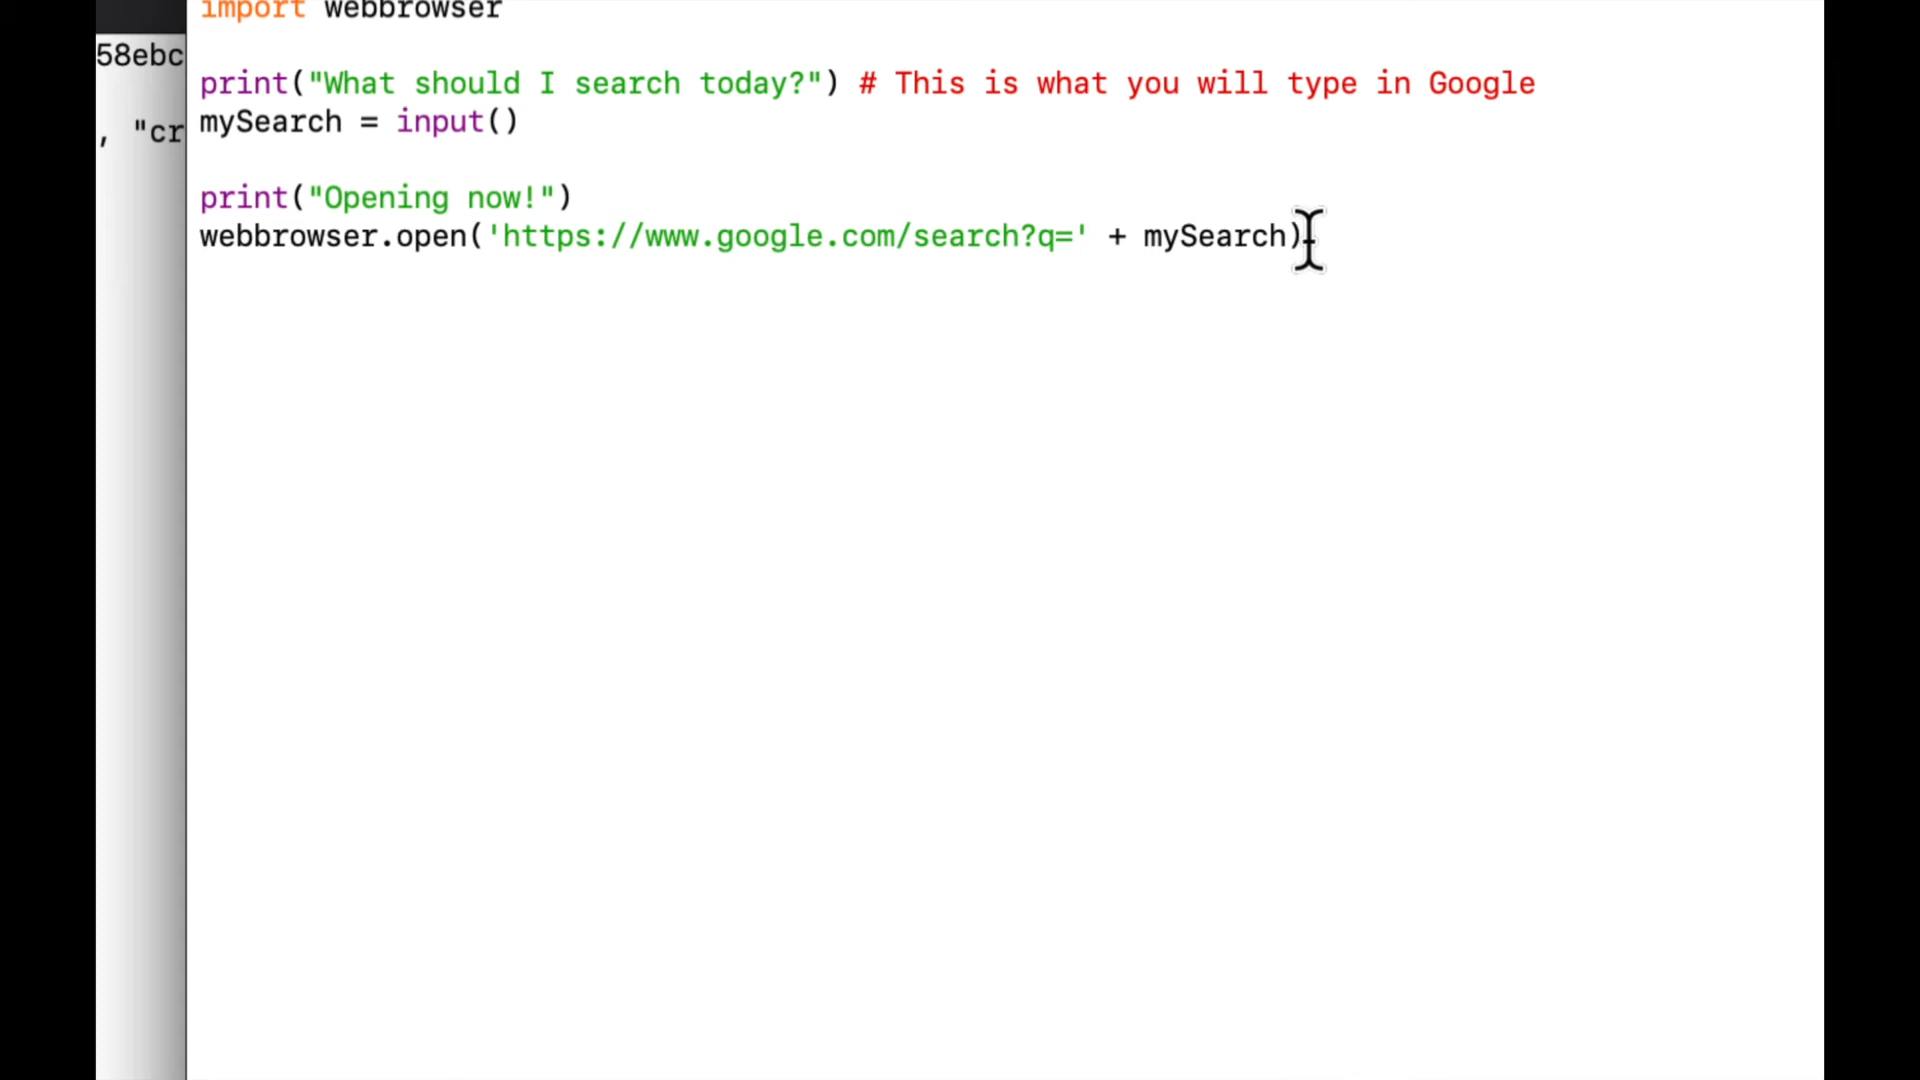 58ebc
, "cr
import webbrowser
print("What should I search today?") # This is what you will type in Google
mySearch = input()
print("Opening now!")
webbrowser.open('https://www.google.com/search?q=' + mySearch)